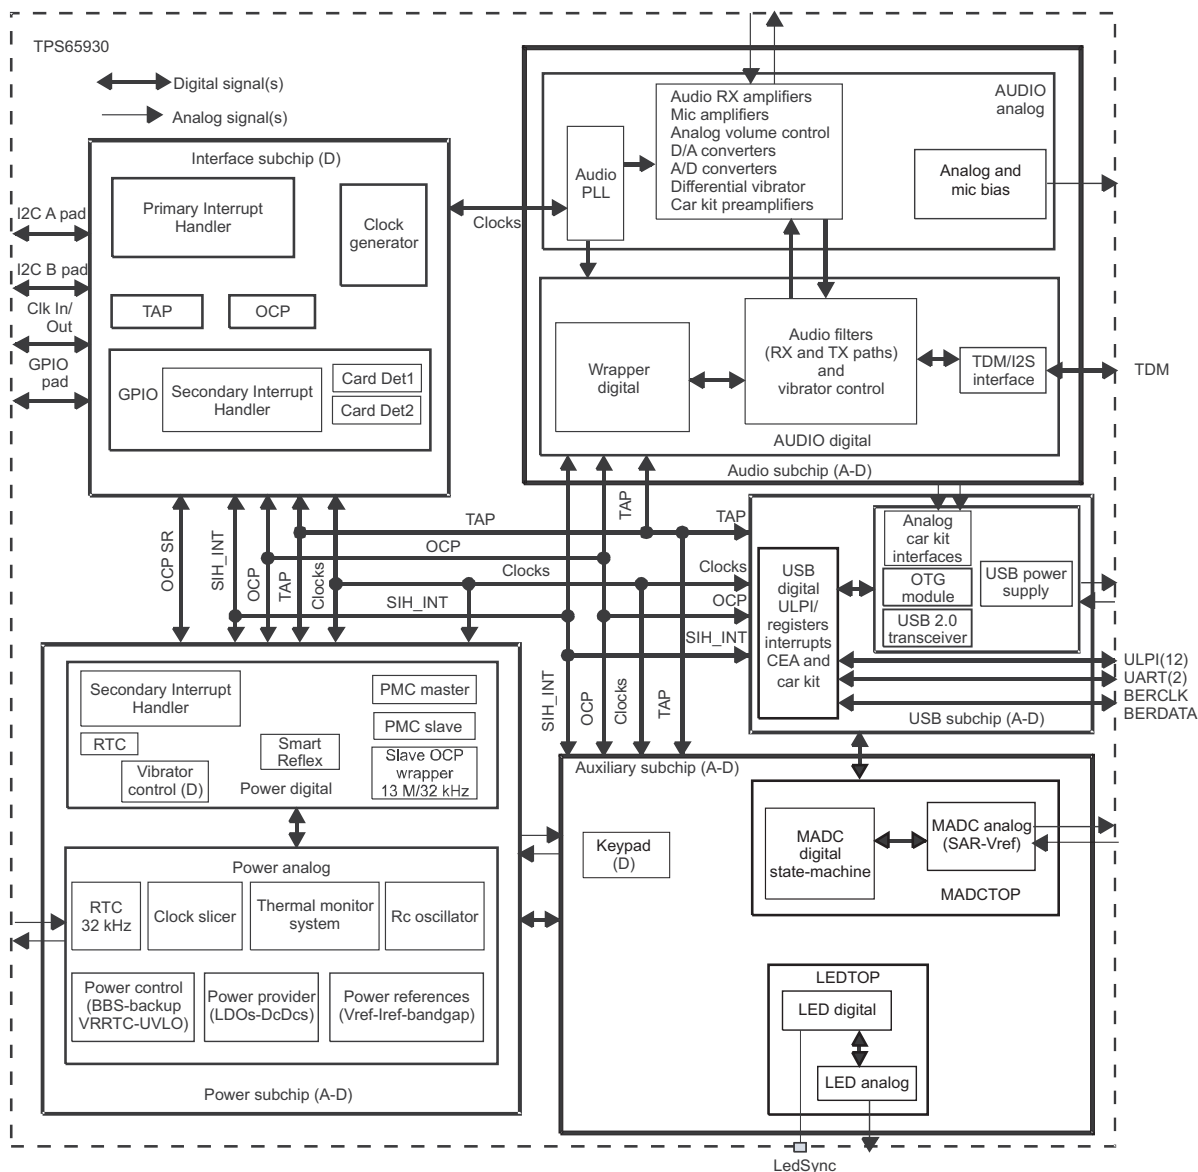 TPS65930
Digital signal(s)
Analog signal(s)
Interface subchip (D)
Primary Interrupt
Handler
Clock
generator
TAP
OCP
GPIO
Secondary Interrupt
Handler
Card Det1
Card Det2
I2C A pad
I2C B pad
Clk In/
Out
GPIO
pad
Clocks
AUDIO
analog
Audio RX amplifiers
Mic amplifiers
Analog volume control
D/A converters
A/D converters
Differential vibrator
Car kit preamplifiers
Audio
PLL
Analog and
mic bias
Wrapper
digital
Audio filters
(RX and TX paths)
and
vibrator control
TDM/I2S
interface
TDM
AUDIO digital
Audio subchip (A-D)
OCP SR
SIH_INT
OCP
TAP
Clocks
TAP
OCP
Clocks
SIH_INT
TAP
TAP
Clocks
OCP
SIH_INT
SIH_INT
OCP
Clocks
TAP
USB
digital
ULPI/
registers
interrupts
CEA and
car kit
Analog
car kit
interfaces
OTG
module
USB 2.0
transceiver
USB power
supply
ULPI(12)
UART(2)
BERCLK
BERDATA
USB subchip (A-D)
Secondary Interrupt
Handler
RTC
Vibrator
control (D)
Smart
Reflex
PMC master
PMC slave
Slave OCP
wrapper
13 M/32 kHz
Power digital
Power analog
RTC
32 kHz
Clock slicer
Thermal monitor
system
Rc oscillator
Power control
(BBS-backup
VRRTC-UVLO)
Power provider
(LDOs-DcDcs)
Power references
(Vref-Iref-bandgap)
Power subchip (A-D)
Auxiliary subchip (A-D)
Keypad
(D)
MADC
digital
state-machine
MADC analog
(SAR-Vref)
MADCTOP
LEDTOP
LED digital
LED analog
LedSync